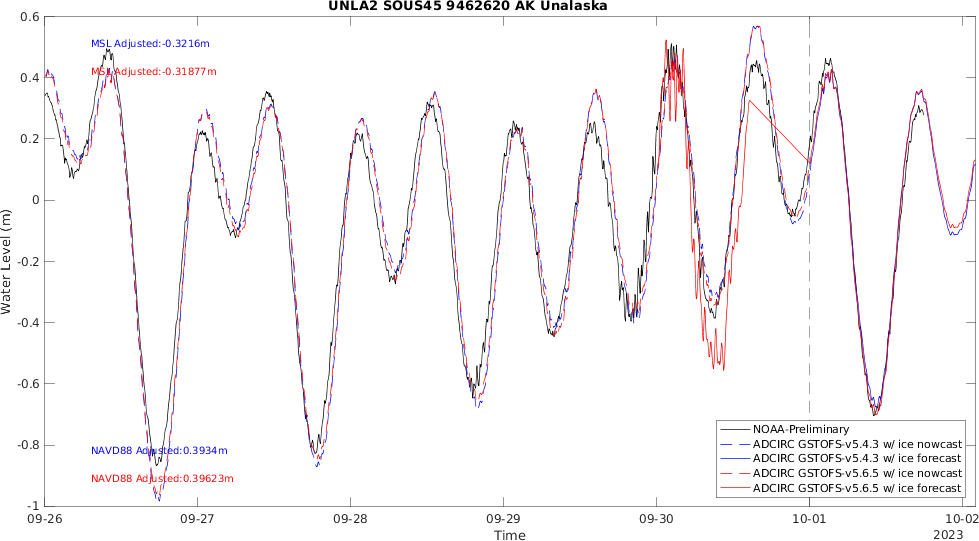 UNLA2 SOUS45 9462620 AK Unalaska
0.6
MSL Adjusted:-0.3216m
MSL Adjusted:-0.31877m
0.4
0.2
0
-0.2
-0.4
-0.6
-0.8
-1
Water Level (m)
NAVD88 Adjusted:0.3934m
NAVD88 Adjusted:0.39623m
NOAA-Preliminary
ADCIRC GSTOFS-v5.4.3 w/ ice nowcast
ADCIRC GSTOFS-v5.4.3 w/ ice forecast
ADCIRC GSTOFS-v5.6.5 w/ ice nowcast
ADCIRC GSTOFS-v5.6.5 w/ ice forecast
09-26 09-27 09-28 09-29 09-30 10-01 10-02
Time 2023